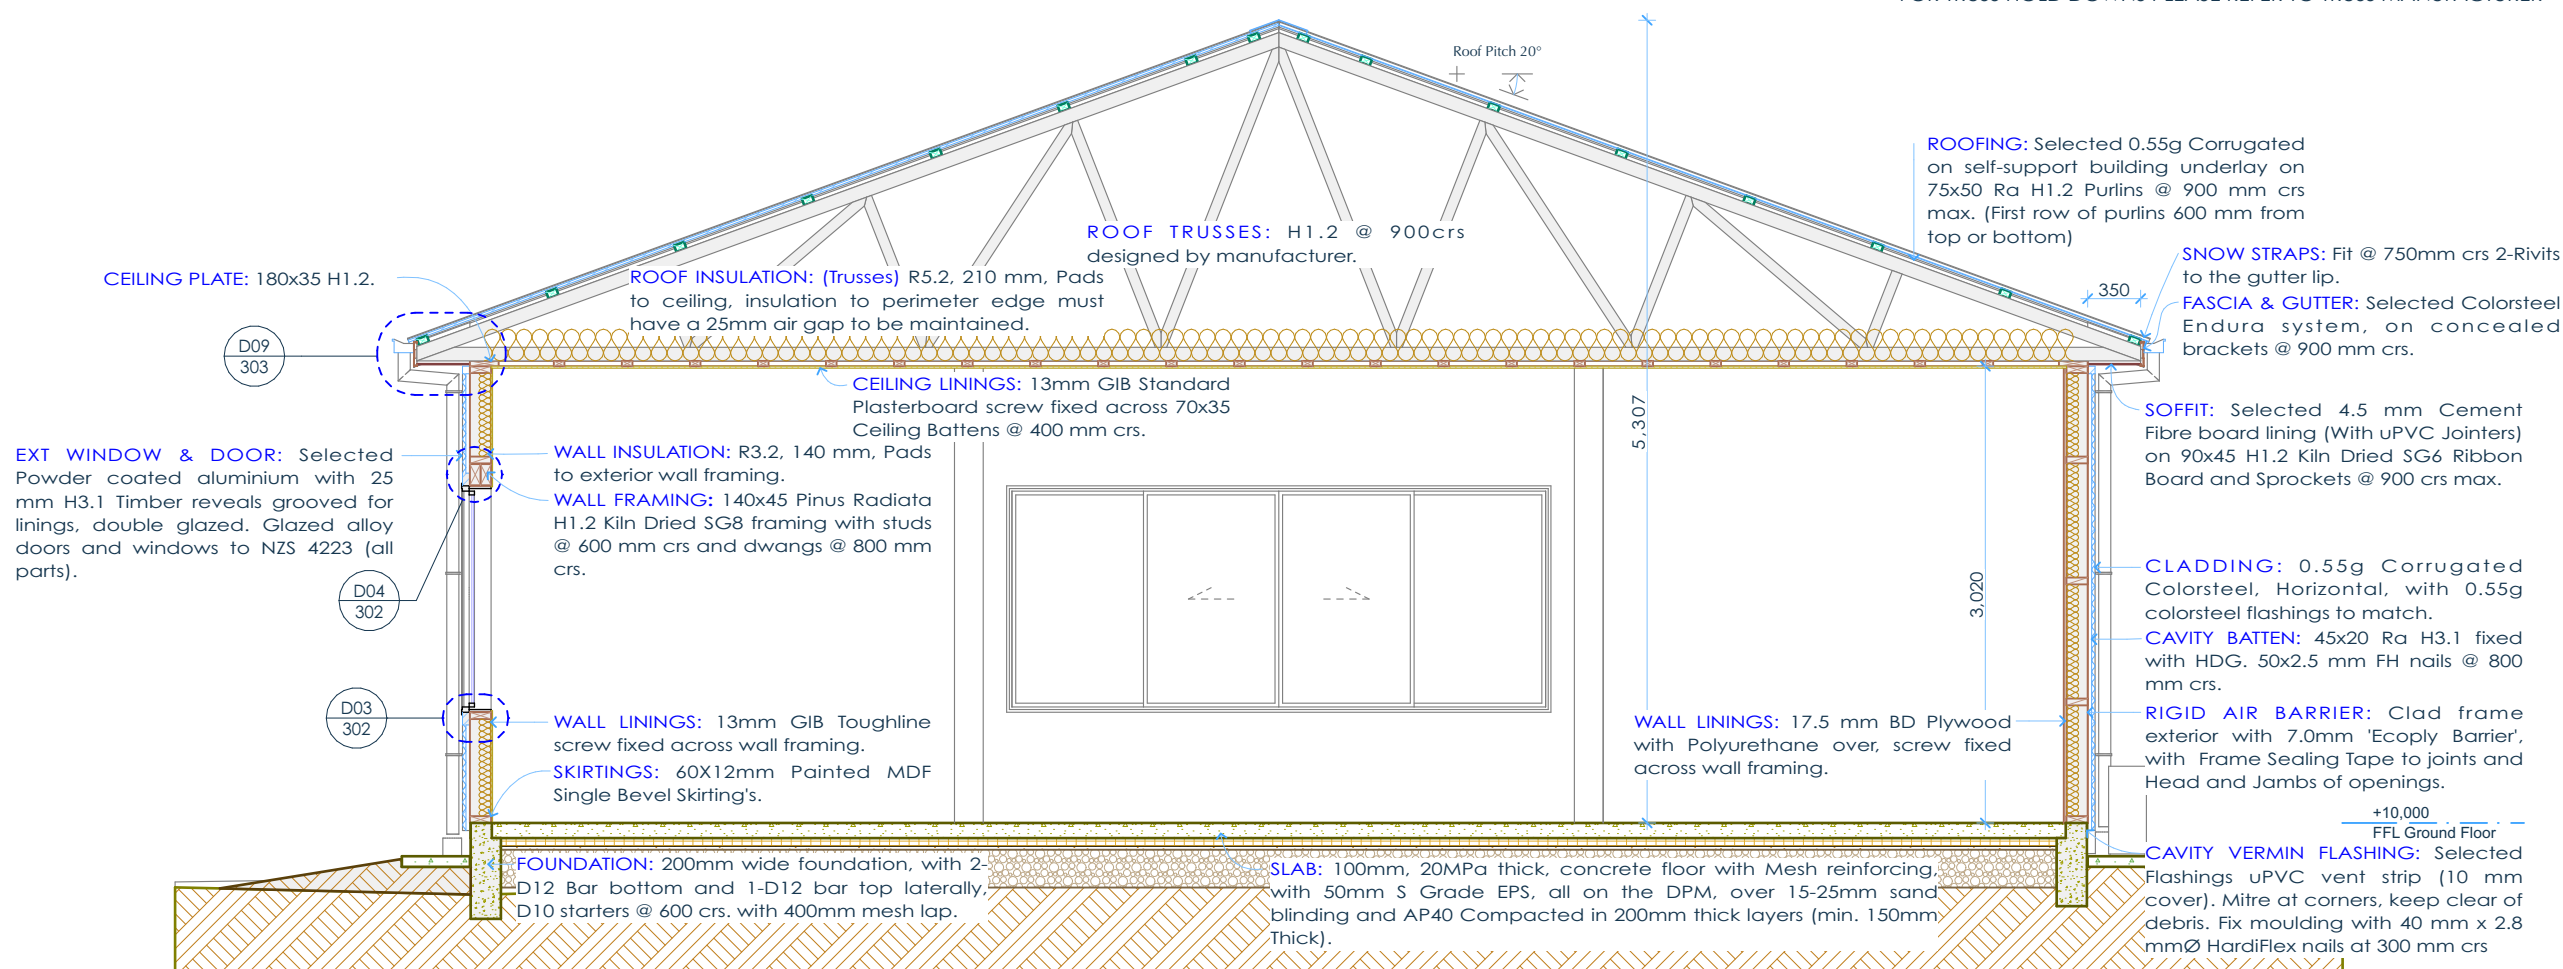 FOR TRUSS HOLD DOWNS PLEASE REFER TO TRUSS MANUFACTURER
Roof Pitch 20°
ROOFING: Selected 0.55g Corrugated
on self-support building underlay on
75x50 Ra H1.2 Purlins @ 900 mm crs
max. (First row of purlins 600 mm from
top or bottom)
ROOF TRUSSES: H1.2 @ 900crs
designed by manufacturer.
SNOW STRAPS: Fit @ 750mm crs 2-Rivits
to the gutter lip.
CEILING PLATE: 180x35 H1.2.
ROOF INSULATION: (Trusses) R5.2, 210 mm, Pads
to ceiling, insulation to perimeter edge must
have a 25mm air gap to be maintained.
350
FASCIA & GUTTER: Selected Colorsteel
Endura system, on concealed
brackets @ 900 mm crs.
D09
303
CEILING LININGS: 13mm GIB Standard
Plasterboard screw fixed across 70x35
Ceiling Battens @ 400 mm crs.
5,307
SOFFIT: Selected 4.5 mm Cement
Fibre board lining (With uPVC Jointers)
on 90x45 H1.2 Kiln Dried SG6 Ribbon
Board and Sprockets @ 900 crs max.
EXT WINDOW & DOOR: Selected
Powder coated aluminium with 25
mm H3.1 Timber reveals grooved for
linings, double glazed. Glazed alloy
doors and windows to NZS 4223 (all
parts).
WALL INSULATION: R3.2, 140 mm, Pads
to exterior wall framing.
WALL FRAMING: 140x45 Pinus Radiata
H1.2 Kiln Dried SG8 framing with studs
@ 600 mm crs and dwangs @ 800 mm
crs.
D04
302
3,020
CLADDING: 0.55g Corrugated
Colorsteel, Horizontal, with 0.55g
colorsteel flashings to match.
CAVITY BATTEN: 45x20 Ra H3.1 fixed
with HDG. 50x2.5 mm FH nails @ 800
mm crs.
D03
302
WALL LININGS: 13mm GIB Toughline
screw fixed across wall framing.
SKIRTINGS: 60X12mm Painted MDF
Single Bevel Skirting's.
WALL LININGS: 17.5 mm BD Plywood
with Polyurethane over, screw fixed
across wall framing.
RIGID AIR BARRIER: Clad frame
exterior with 7.0mm 'Ecoply Barrier',
with Frame Sealing Tape to joints and
Head and Jambs of openings.
+10,000
FFL Ground Floor
FOUNDATION: 200mm wide foundation, with 2-
D12 Bar bottom and 1-D12 bar top laterally,
D10 starters @ 600 crs. with 400mm mesh lap.
SLAB: 100mm, 20MPa thick, concrete floor with Mesh reinforcing,
with 50mm S Grade EPS, all on the DPM, over 15-25mm sand
blinding and AP40 Compacted in 200mm thick layers (min. 150mm
Thick).
CAVITY VERMIN FLASHING: Selected
Flashings uPVC vent strip (10 mm
cover). Mitre at corners, keep clear of
debris. Fix moulding with 40 mm x 2.8
mmØ HardiFlex nails at 300 mm crs